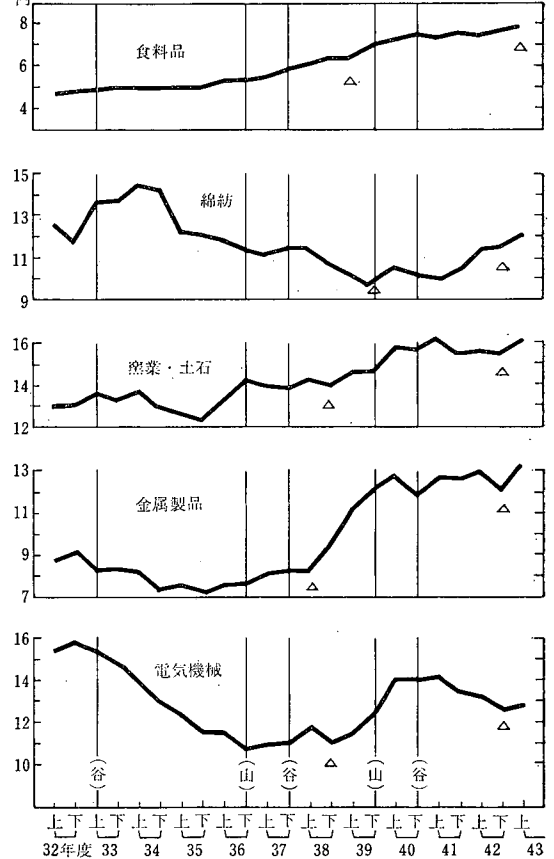 円
8
食料品
6
4
15
綿紡
13
11
9
16
窯業・土石
14
12
13
金属製品
11
9
7
16
電気機械
14
12
10
(谷) (山) (谷) (山) (谷)
上 下 上 下 上 下 上 下 上 下 上 下 上 下 上 下 上 下 上 下 上 下 上
32年度 33 34 35 36 37 38 39 40 41 42 43